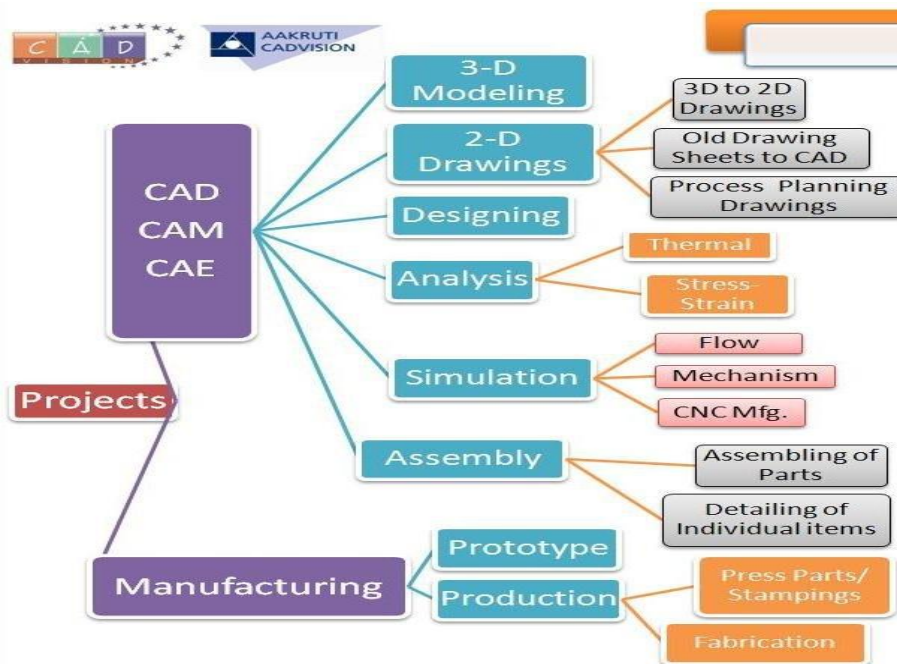 CÁD
VISION
AAKRUTI
CADVISION
3-D
Modeling
3D to 2D
Drawings
2-D
Drawings
Old Drawing
Sheets to CAD
Process Planning
Drawings
CAD
CAM
CAE
Designing
Analysis
Thermal
Stress-
Strain
Simulation
Flow
Mechanism
CNC Mfg.
Projects
Assembly
Assembling of
Parts
Detailing of
Individual items
Manufacturing
Prototype
Production
Press Parts/
Stampings
Fabrication